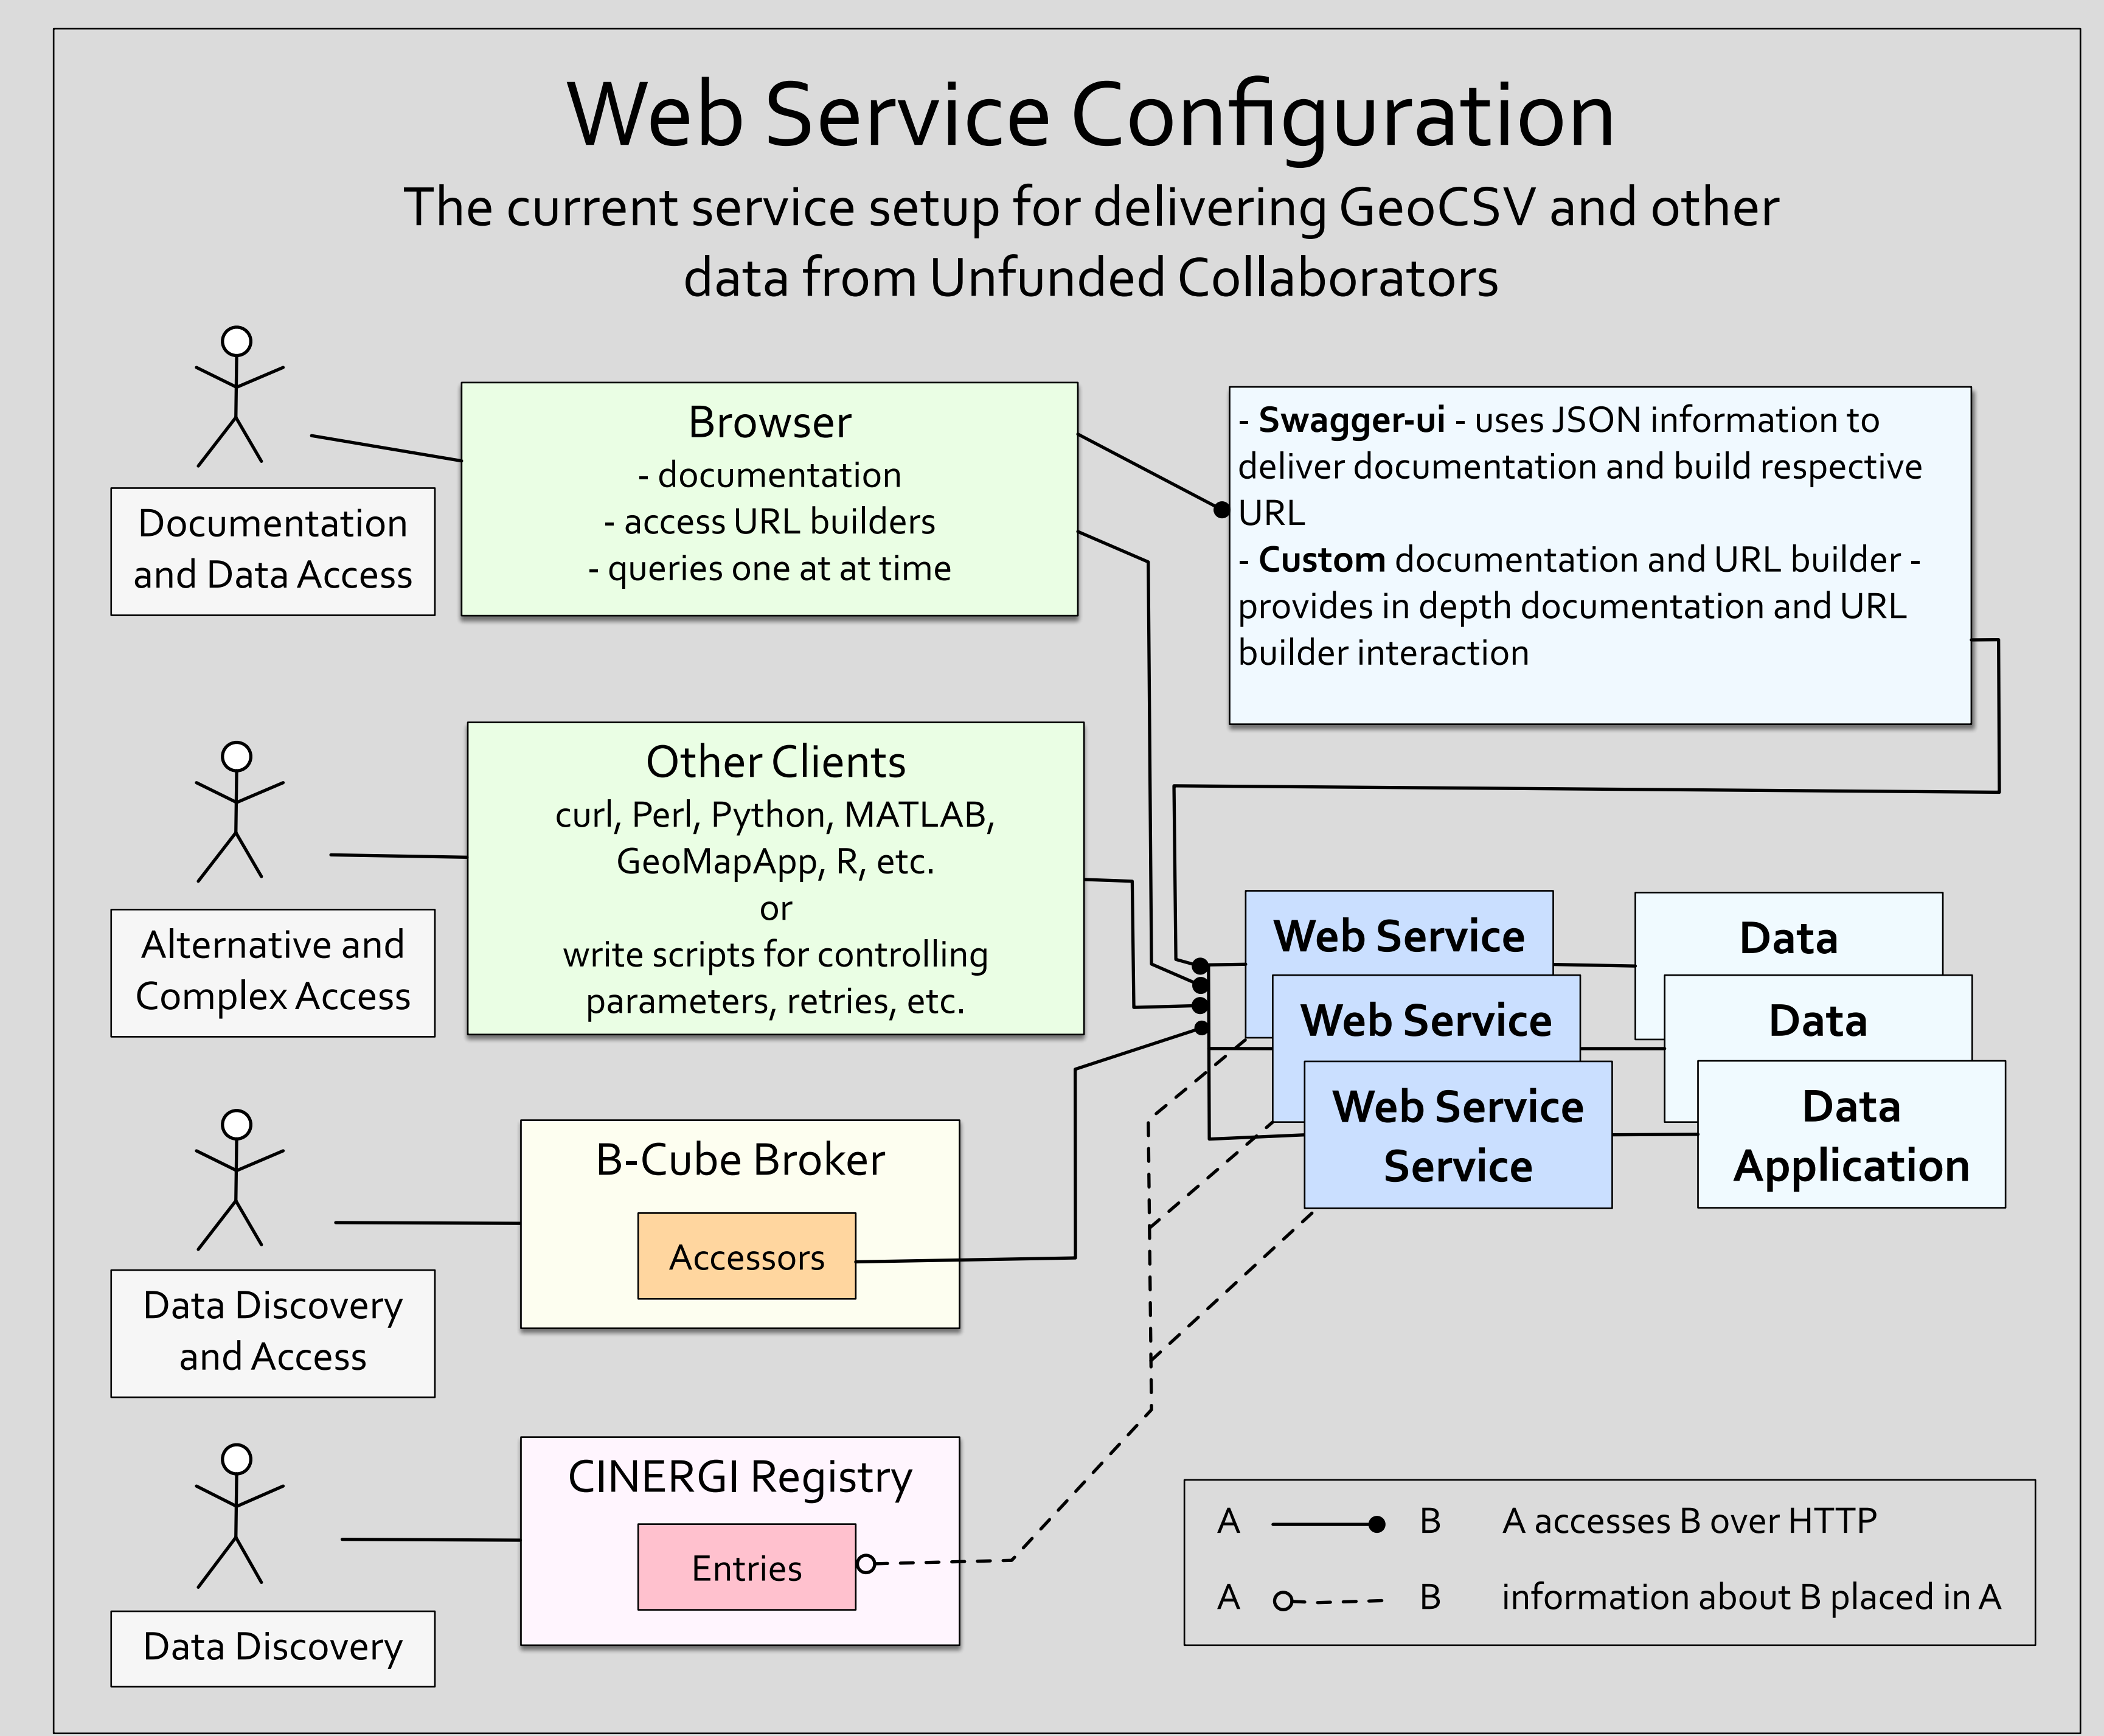 Web Service Configuration
The current service setup for delivering GeoCSV and other
data from Unfunded Collaborators
Documentation
and Data Access
Browser
- documentation
- access URL builders
- queries one at at time
- Swagger-ui - uses JSON information to
deliver documentation and build respective
URL
- Custom documentation and URL builder -
provides in depth documentation and URL
builder interaction
Alternative and
Complex Access
Other Clients
curl, Perl, Python, MATLAB,
GeoMapApp, R, etc.
or
write scripts for controlling
parameters, retries, etc.
Web Service
Data
Web Service
Data
Web Service
Service
Data
Application
Data Discovery
and Access
B-Cube Broker
Accessors
Data Discovery
CINERGI Registry
Entries
A B A accesses B over HTTP
A B information about B placed in A